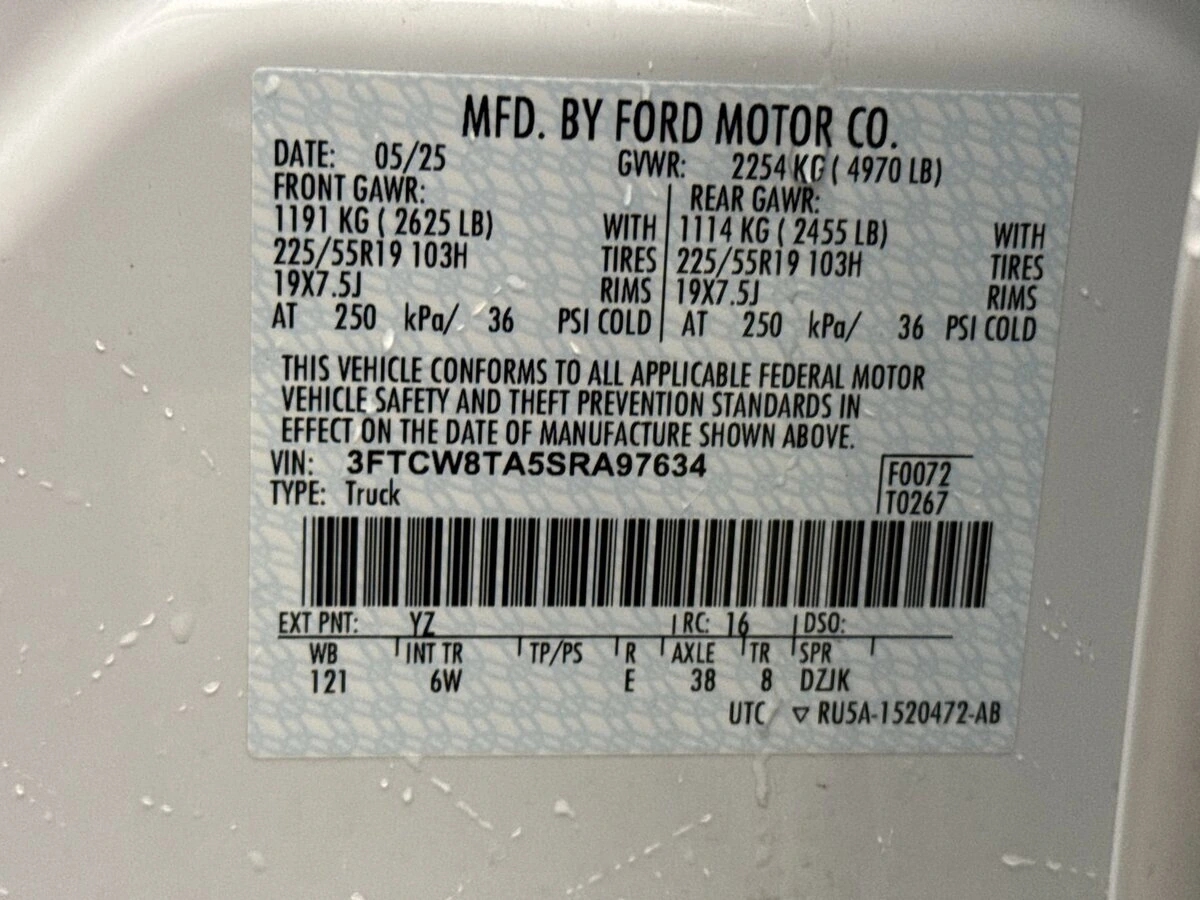 MFD. BY FORD MOTOR CO.
DATE: 05/25 GVWR: 2254 KG ( 4970 LB)
FRONT GAWR: REAR GAWR:
1191 KG ( 2625 LB) WITH 1114 KG ( 2455 LB) WITH
225/55R19 103H TIRES 225/55R19 103H TIRES
19X7.5J RIMS 19X7.5J RIMS
AT 250 kPa/ 36 PSI COLD AT 250 kPa/ 36 PSI COLD
THIS VEHICLE CONFORMS TO ALL APPLICABLE FEDERAL MOTOR
VEHICLE SAFETY AND THEFT PREVENTION STANDARDS IN
EFFECT ON THE DATE OF MANUFACTURE SHOWN ABOVE.
VIN: 3FTCW8TA5SRA97634 F0072
TYPE: Truck T0267
EXT PNT: YZ RC: 16 DSO:
WB INT TR TP/PS R AXLE TR SPR
121 6W E 38 8 DZJK
UTC ▽ RU5A-1520472-AB